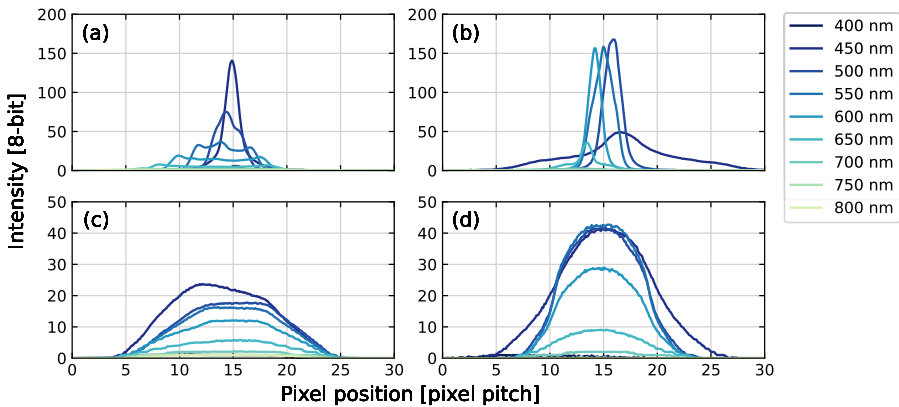 (a)
200
150
100
50
0
(b)
200
150
100
50
0
400 nm
450 nm
500 nm
550 nm
600 nm
650 nm
700 nm
750 nm
800 nm
Intensity [8-bit]
(c)
50
40
30
20
10
0
0 5 10 15 20 25 30
(d)
50
40
30
20
10
0
0 5 10 15 20 25 30
Pixel position [pixel pitch]